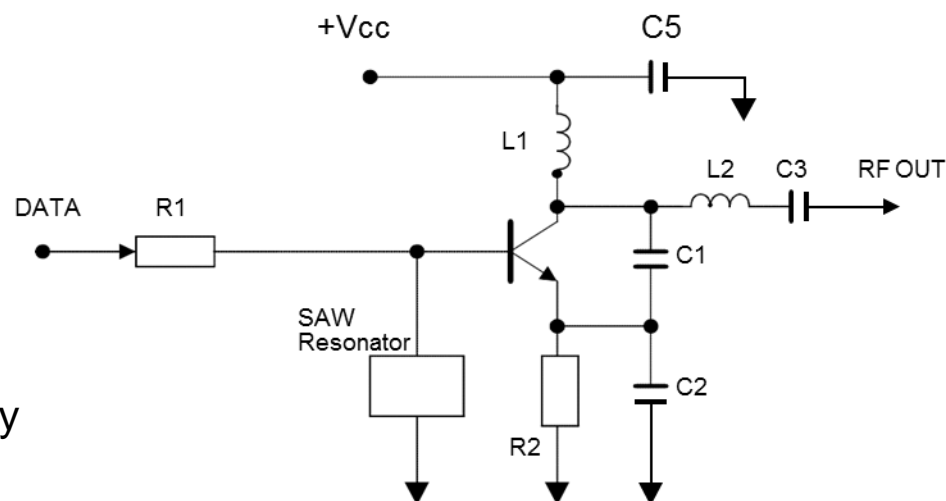 +Vcc
C5
L1
L2
C3
RF OUT
DATA
R1
C1
SAW
Resonator
C2
R2
y